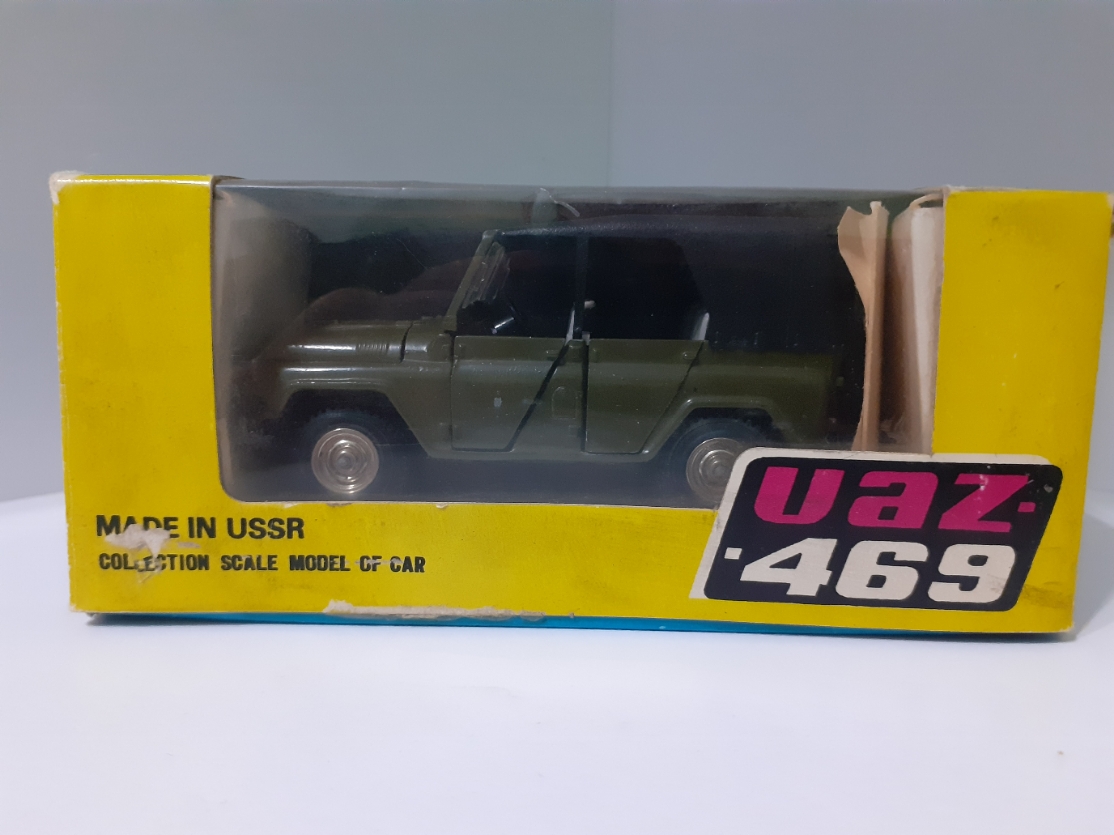 MADE IN USSR
COLLECTION SCALE MODEL OF CAR
uaz-
-469